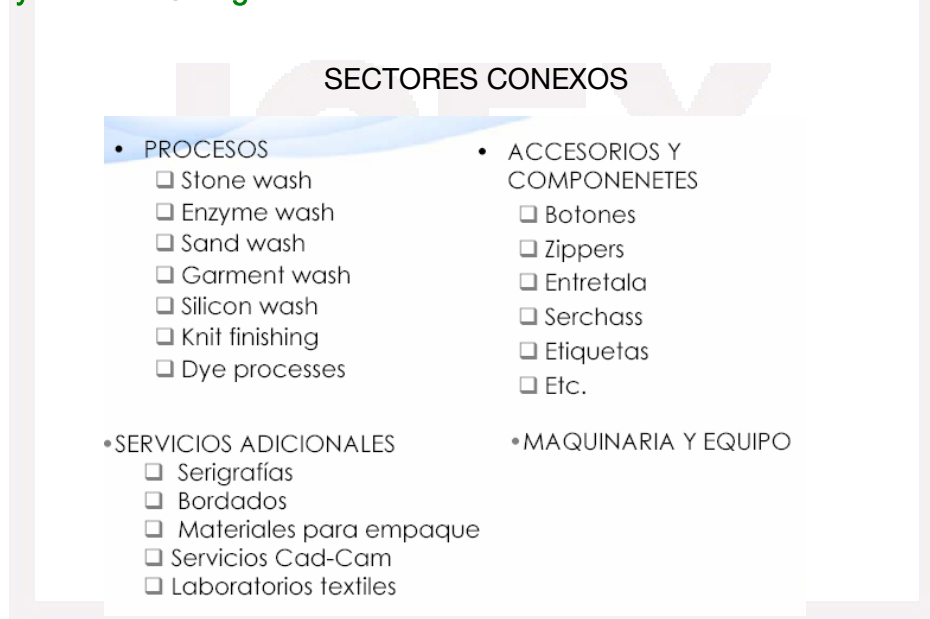 SECTORES CONEXOS
• PROCESOS
❑ Stone wash
❑ Enzyme wash
❑ Sand wash
❑ Garment wash
❑ Silicon wash
❑ Knit finishing
❑ Dye processes
• ACCESORIOS Y
COMPONENETES
❑ Botones
❑ Zippers
❑ Entretala
❑ Serchass
❑ Etiquetas
❑ Etc.
•SERVICIOS ADICIONALES
❑ Serigrafías
❑ Bordados
❑ Materiales para empaque
❑ Servicios Cad-Cam
❑ Laboratorios textiles
•MAQUINARIA Y EQUIPO